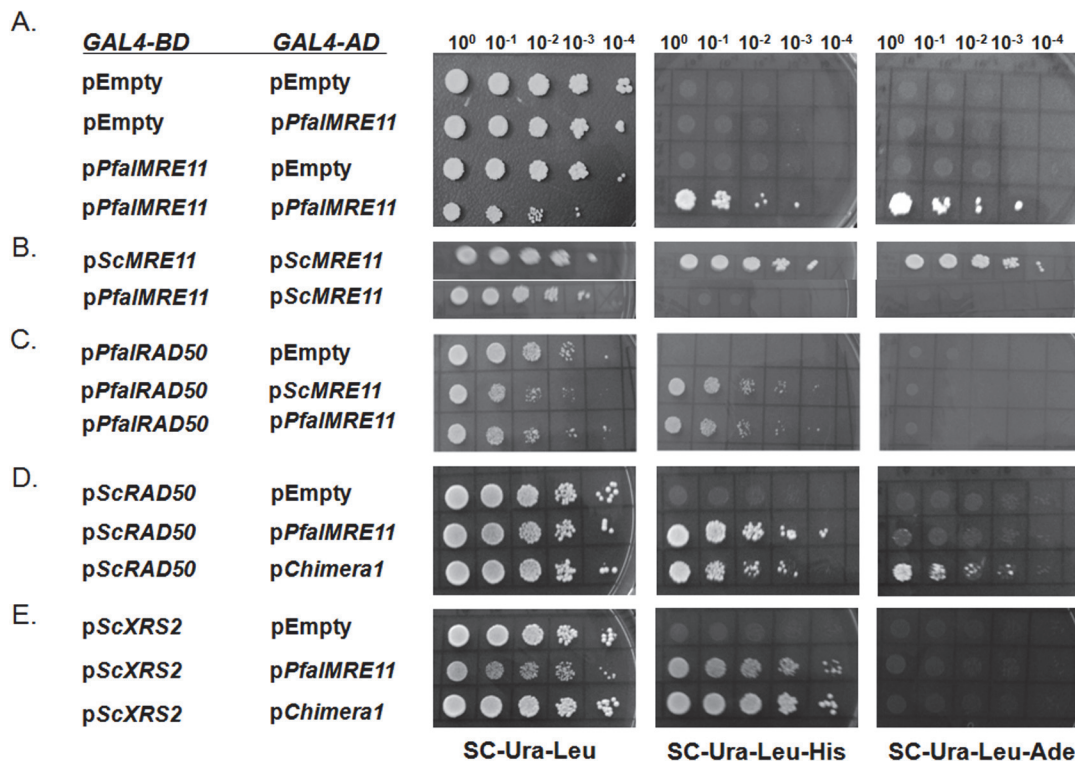 A.
GAL4-BD GAL4-AD
10⁰ 10⁻¹ 10⁻² 10⁻³ 10⁻⁴ 10⁰ 10⁻¹ 10⁻² 10⁻³ 10⁻⁴ 10⁰ 10⁻¹ 10⁻² 10⁻³ 10⁻⁴
pEmpty pEmpty
pEmpty pPfalMRE11
pPfalMRE11 pEmpty
pPfalMRE11 pPfalMRE11
B.
pScMRE11 pScMRE11
pPfalMRE11 pScMRE11
C.
pPfalRAD50 pEmpty
pPfalRAD50 pScMRE11
pPfalRAD50 pPfalMRE11
D.
pScRAD50 pEmpty
pScRAD50 pPfalMRE11
pScRAD50 pChimera1
E.
pScXRS2 pEmpty
pScXRS2 pPfalMRE11
pScXRS2 pChimera1
SC-Ura-Leu SC-Ura-Leu-His SC-Ura-Leu-Ade